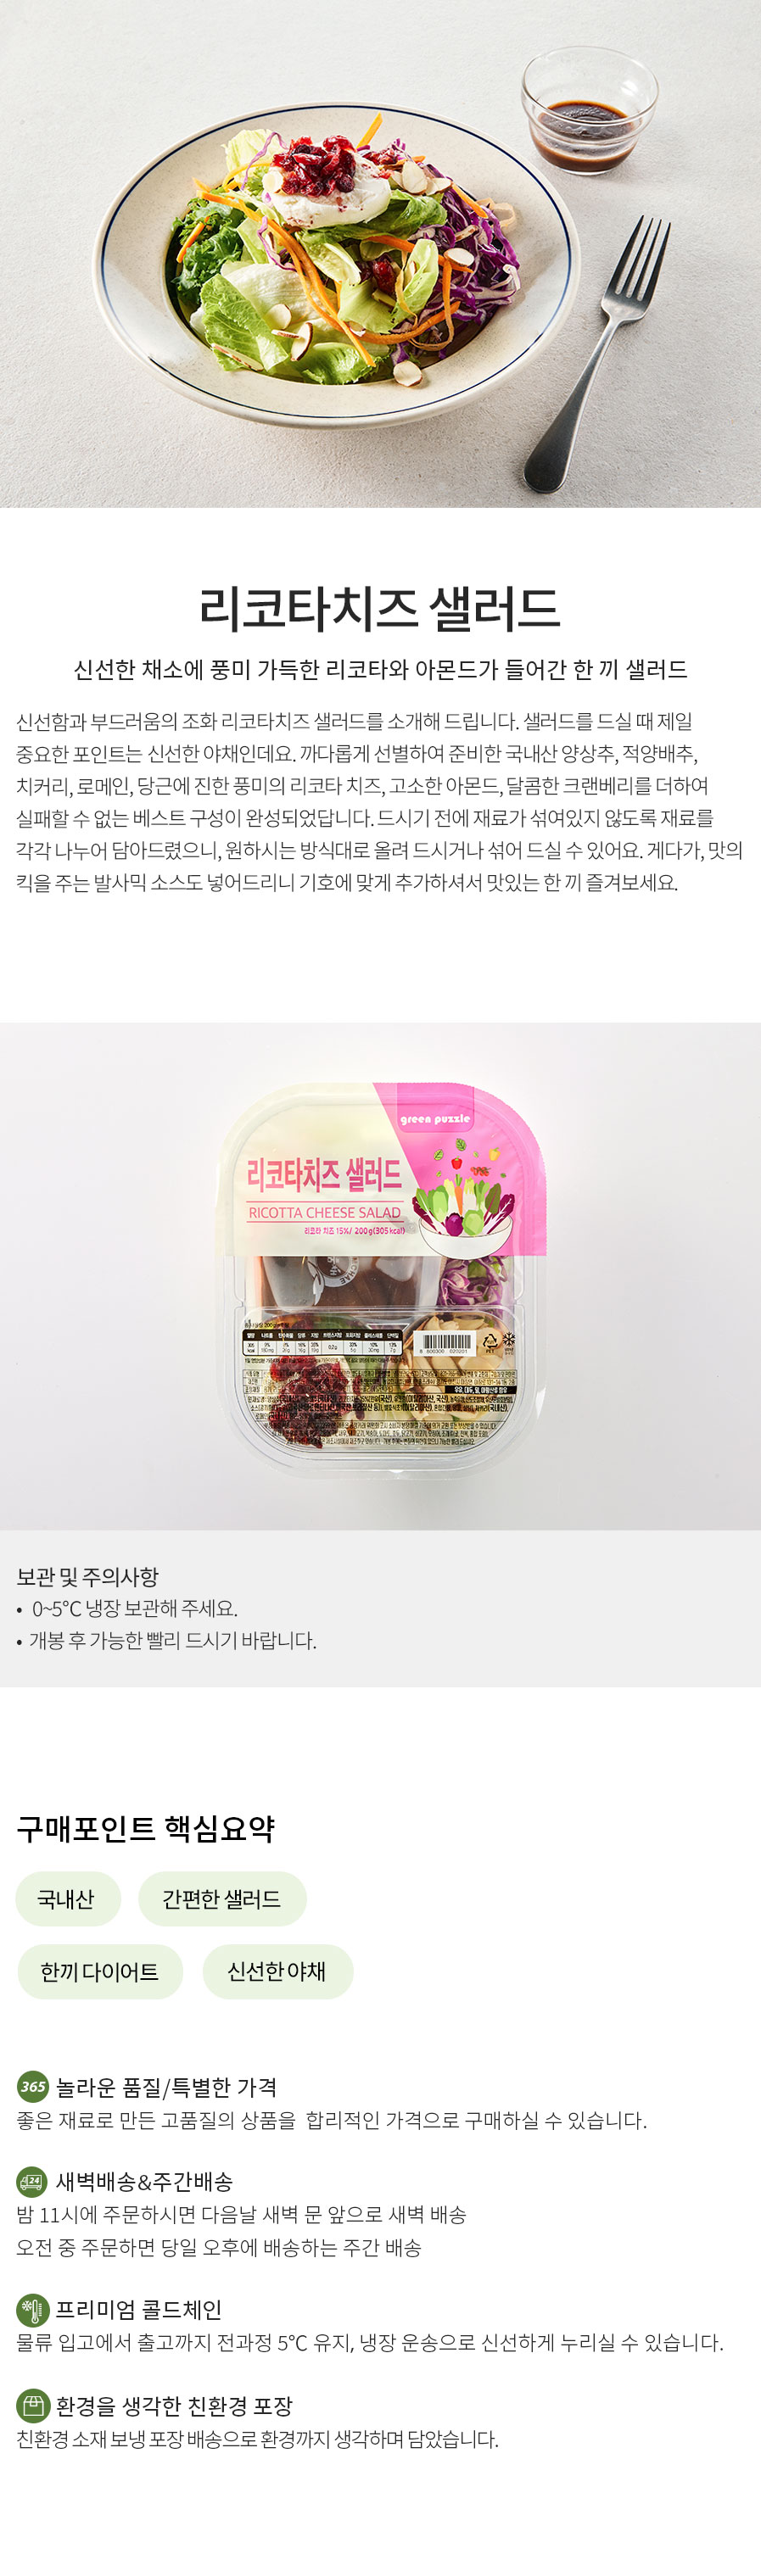 리코타치즈 샐러드
신선한 채소에 풍미 가득한 리코타와 아몬드가 들어간 한 끼 샐러드
신선함과 부드러움의 조화 리코타치즈 샐러드를 소개해 드립니다. 샐러드를 드실 때 제일
중요한 포인트는 신선한 야채인데요. 까다롭게 선별하여 준비한 국내산 양상추, 적양배추,
치커리, 로메인, 당근에 진한 풍미의 리코타 치즈, 고소한 아몬드, 달콤한 크랜베리를 더하여
실패할 수 없는 베스트 구성이 완성되었답니다. 드시기 전에 재료가 섞여있지 않도록 재료를
각각 나누어 담아드렸으니, 원하시는 방식대로 올려 드시거나 섞어 드실 수 있어요. 게다가, 맛의
킥을 주는 발사믹 소스도 넣어드리니 기호에 맞게 추가하셔서 맛있는 한 끼 즐겨보세요.
green puzzle
리코타치즈 샐러드
RICOTTA CHEESE SALAD
리코타 치즈 15%/ 200g(305 kcal)
보관 및 주의사항
• 0~5℃ 냉장 보관해 주세요.
• 개봉 후 가능한 빨리 드시기 바랍니다.
구매포인트 핵심요약
국내산 간편한 샐러드
한끼 다이어트 신선한 야채
365 놀라운 품질/특별한 가격
좋은 재료로 만든 고품질의 상품을 합리적인 가격으로 구매하실 수 있습니다.
24 새벽배송&주간배송
밤 11시에 주문하시면 다음날 새벽 문 앞으로 새벽 배송
오전 중 주문하면 당일 오후에 배송하는 주간 배송
프리미엄 콜드체인
물류 입고에서 출고까지 전과정 5℃ 유지, 냉장 운송으로 신선하게 누리실 수 있습니다.
환경을 생각한 친환경 포장
친환경 소재 보냉 포장 배송으로 환경까지 생각하며 담았습니다.